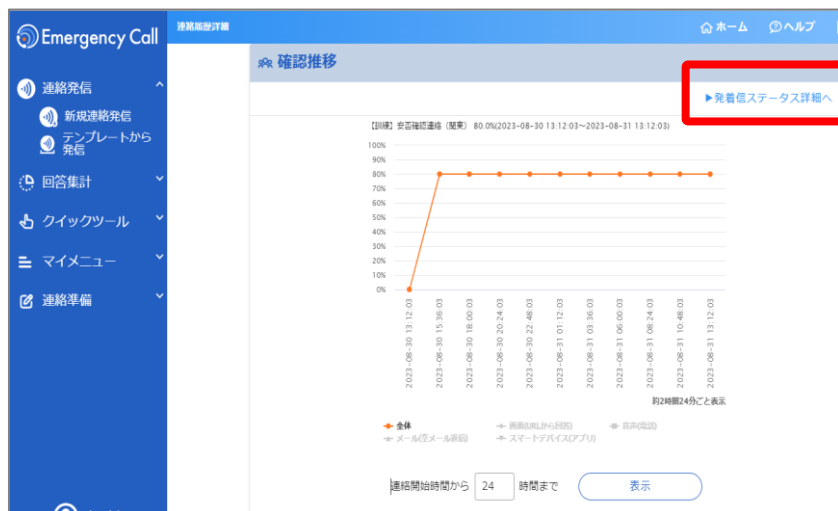 Emergency Call
連絡履歴詳細
ホーム
ヘルプ
連絡発信
新規連絡発信
テンプレートから
発信
回答集計
クイックツール
マイメニュー
連絡準備
確認推移
▶発着信ステータス詳細へ
【訓練】安否確認連絡（関東） 80.0%(2023-08-30 13:12:03～2023-08-31 13:12:03)
100%
90%
80%
70%
60%
50%
40%
30%
20%
10%
0%
2023-08-30 13:12:03
2023-08-30 15:36:03
2023-08-30 18:00:03
2023-08-30 20:24:03
2023-08-30 22:48:03
2023-08-31 01:12:03
2023-08-31 03:36:03
2023-08-31 06:00:03
2023-08-31 08:24:03
2023-08-31 10:48:03
2023-08-31 13:12:03
約2時間24分ごと表示
全体
画面(URLから回答)
音声(電話)
メール(空メール返信)
スマートデバイス(アプリ)
連絡開始時間から 24 時間まで 表示